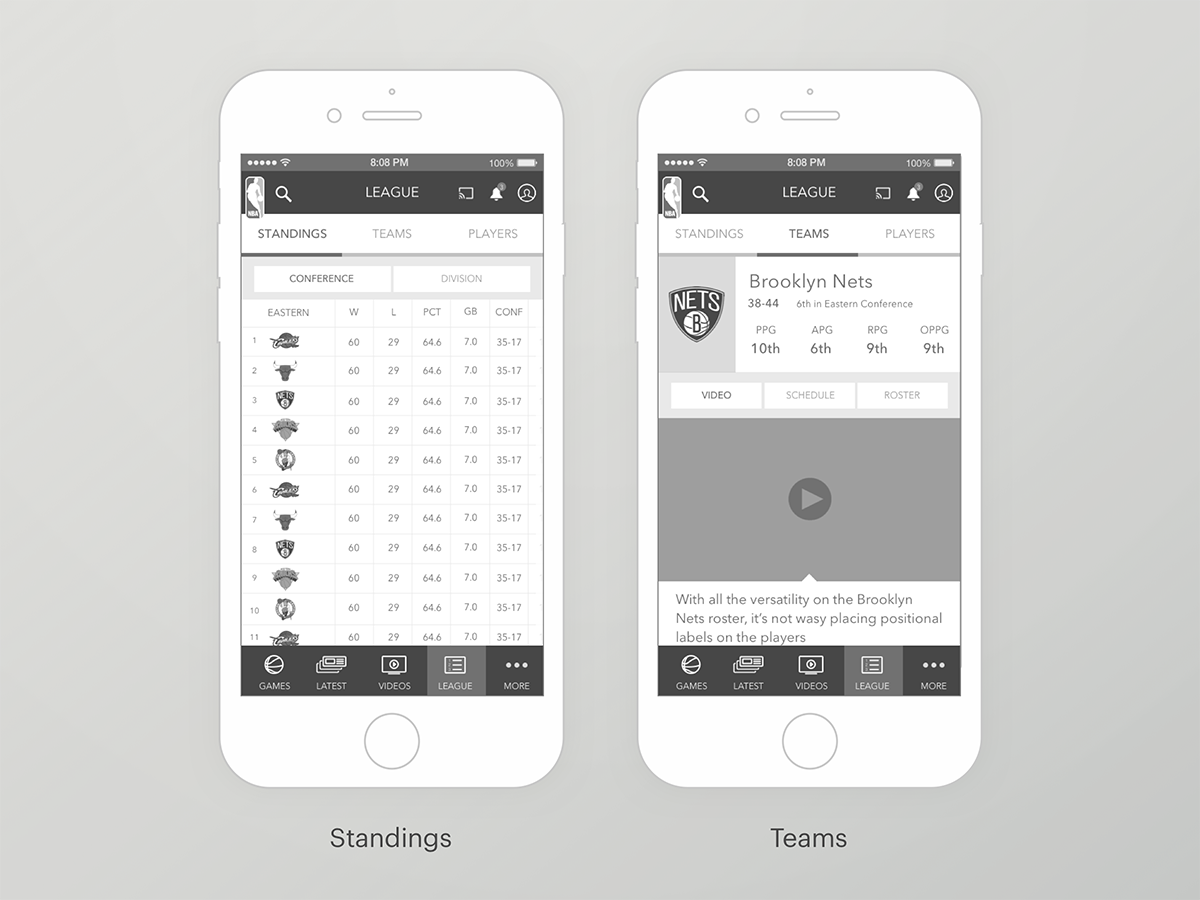 8:08 PM
100%
NBA
LEAGUE
3
STANDINGS TEAMS PLAYERS
CONFERENCE DIVISION
EASTERN W L PCT GB CONF
1 60 29 64.6 7.0 35-17
2 60 29 64.6 7.0 35-17
3 NETS B 60 29 64.6 7.0 35-17
4 60 29 64.6 7.0 35-17
5 60 29 64.6 7.0 35-17
6 60 29 64.6 7.0 35-17
7 60 29 64.6 7.0 35-17
8 NETS B 60 29 64.6 7.0 35-17
9 60 29 64.6 7.0 35-17
10 60 29 64.6 7.0 35-17
11 60 29 64.6 7.0 35-17
GAMES LATEST VIDEOS LEAGUE MORE
Standings
8:08 PM
100%
NBA
LEAGUE
3
STANDINGS TEAMS PLAYERS
NETS
B
Brooklyn Nets
38-44 6th in Eastern Conference
PPG APG RPG OPPG
10th 6th 9th 9th
VIDEO SCHEDULE ROSTER
With all the versatility on the Brooklyn
Nets roster, it's not wasy placing positional
labels on the players
GAMES LATEST VIDEOS LEAGUE MORE
Teams